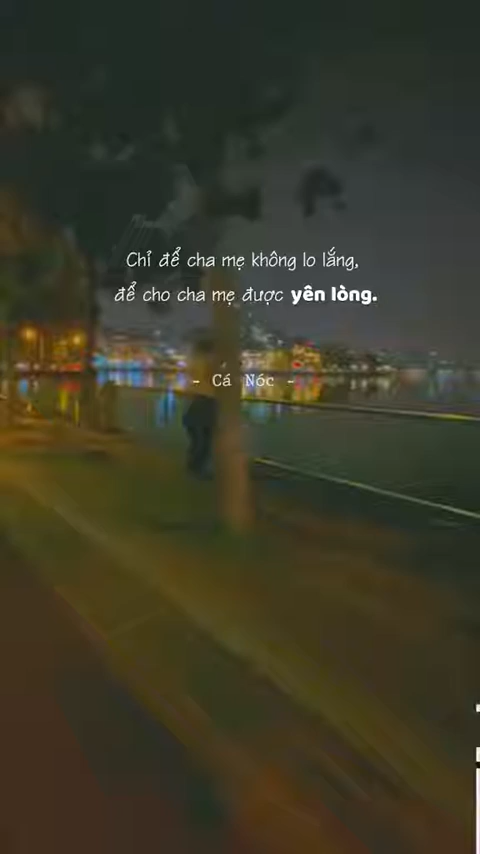 Chỉ để cha mẹ không lo lắng,
để cho cha mẹ được yên lòng.
- Cá Nóc -